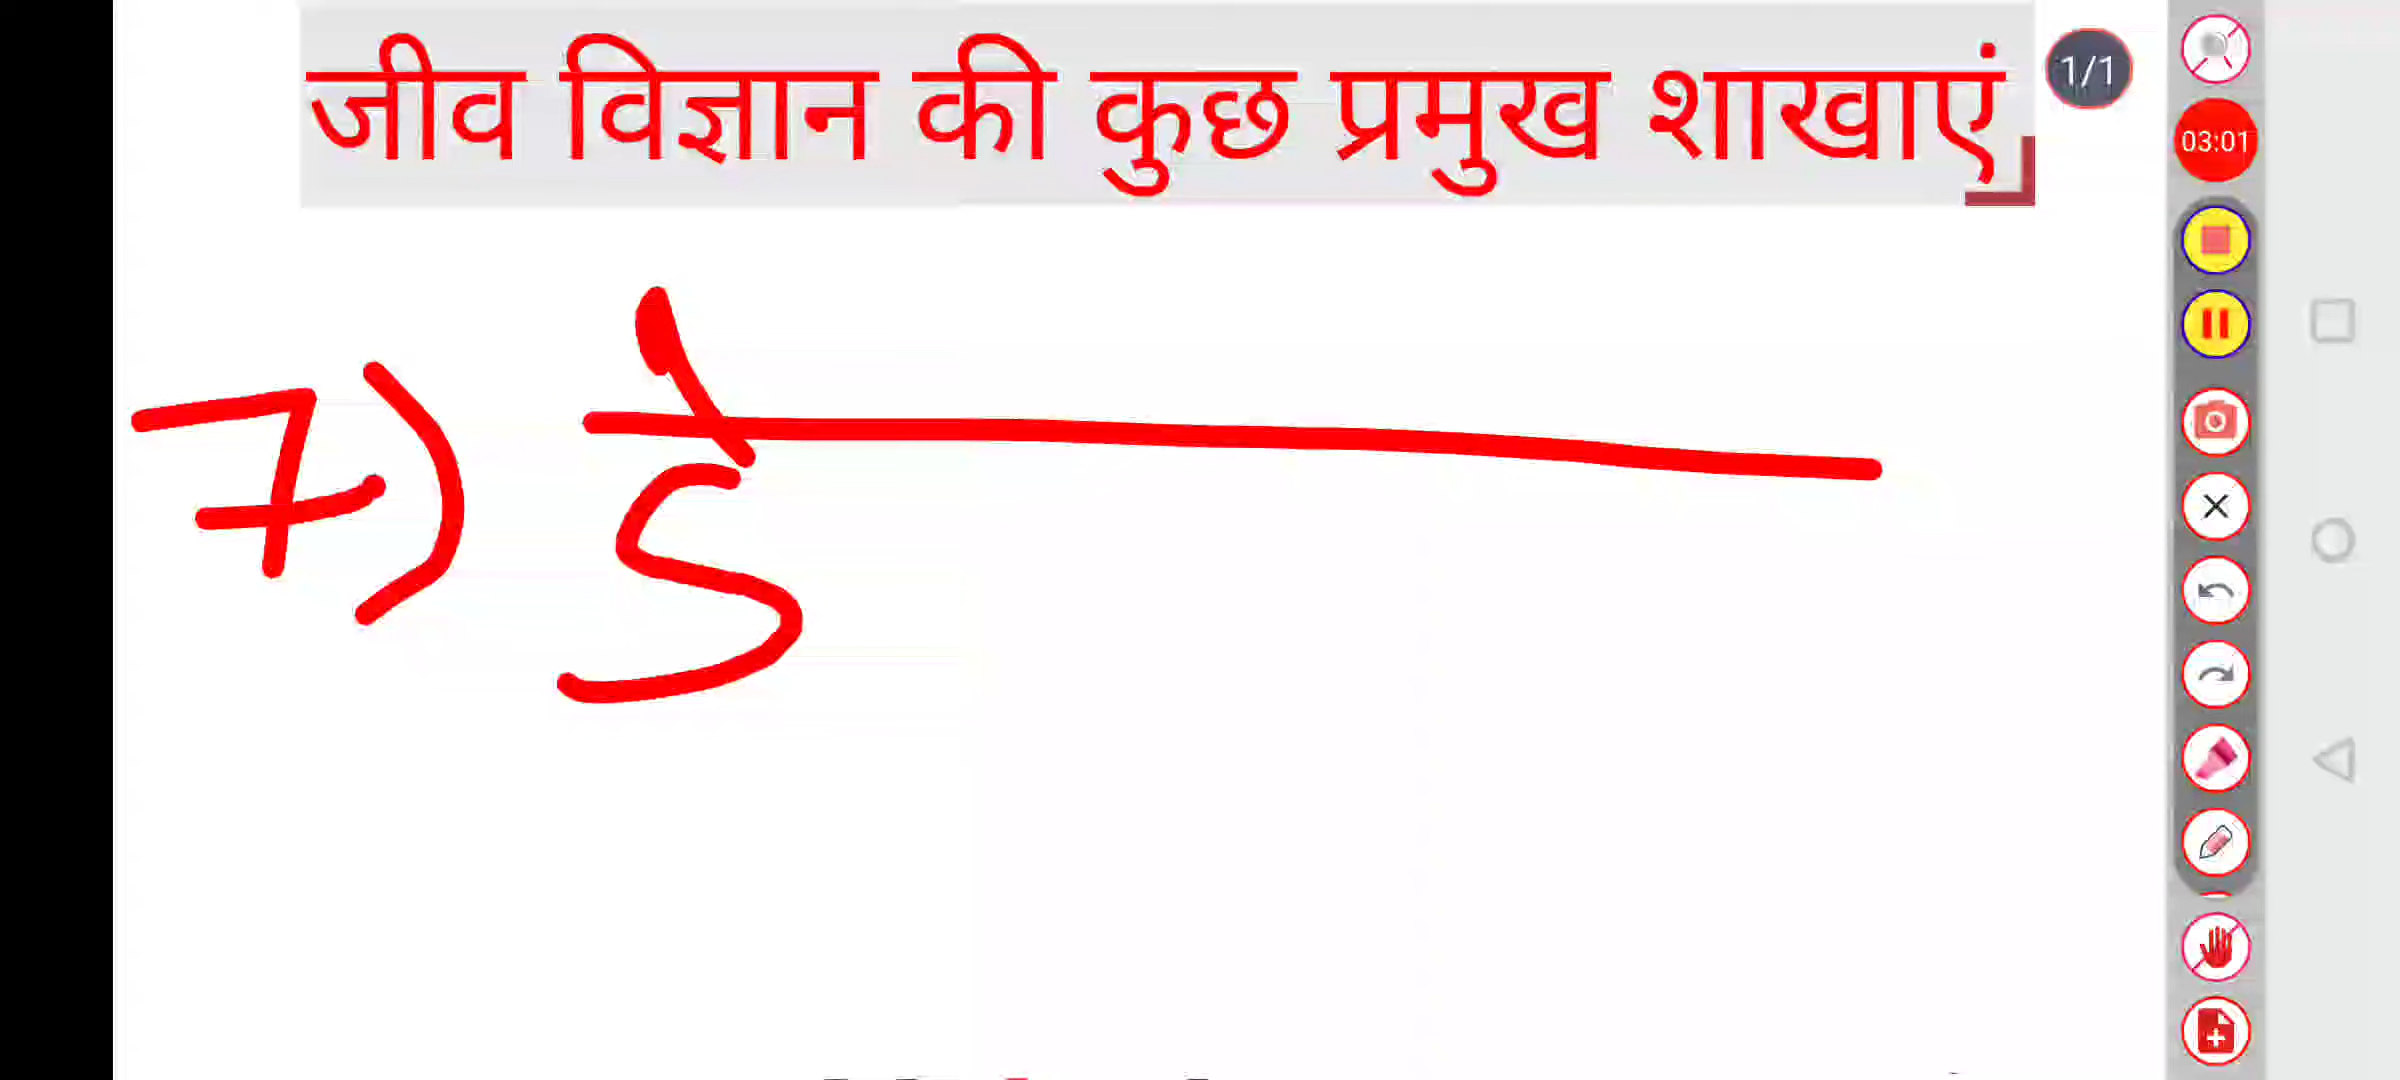 जीव विज्ञान की कुछ प्रमुख शाखाएं
1/1
03:01
7)